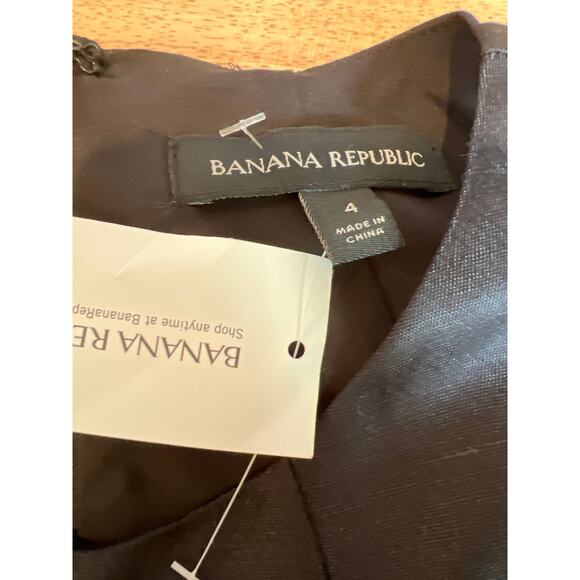 BANANA REPUBLIC
4
MADE IN
CHINA
BANANA RE
Shop anytime at BananaRep